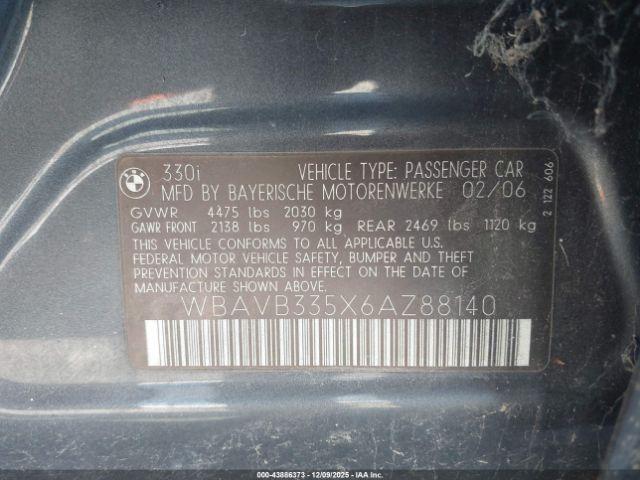 330i VEHICLE TYPE: PASSENGER CAR
MFD BY BAYERISCHE MOTORENWERKE 02/06
GVWR 4475 lbs 2030 kg
GAWR FRONT 2138 lbs 970 kg REAR 2469 lbs 1120 kg
THIS VEHICLE CONFORMS TO ALL APPLICABLE U.S.
FEDERAL MOTOR VEHICLE SAFETY, BUMPER AND THEFT
PREVENTION STANDARDS IN EFFECT ON THE DATE OF
MANUFACTURE SHOWN ABOVE.
WBAVB335X6AZ88140
2 122 606
000-43886373 | 12/09/2025 - IAA Inc.